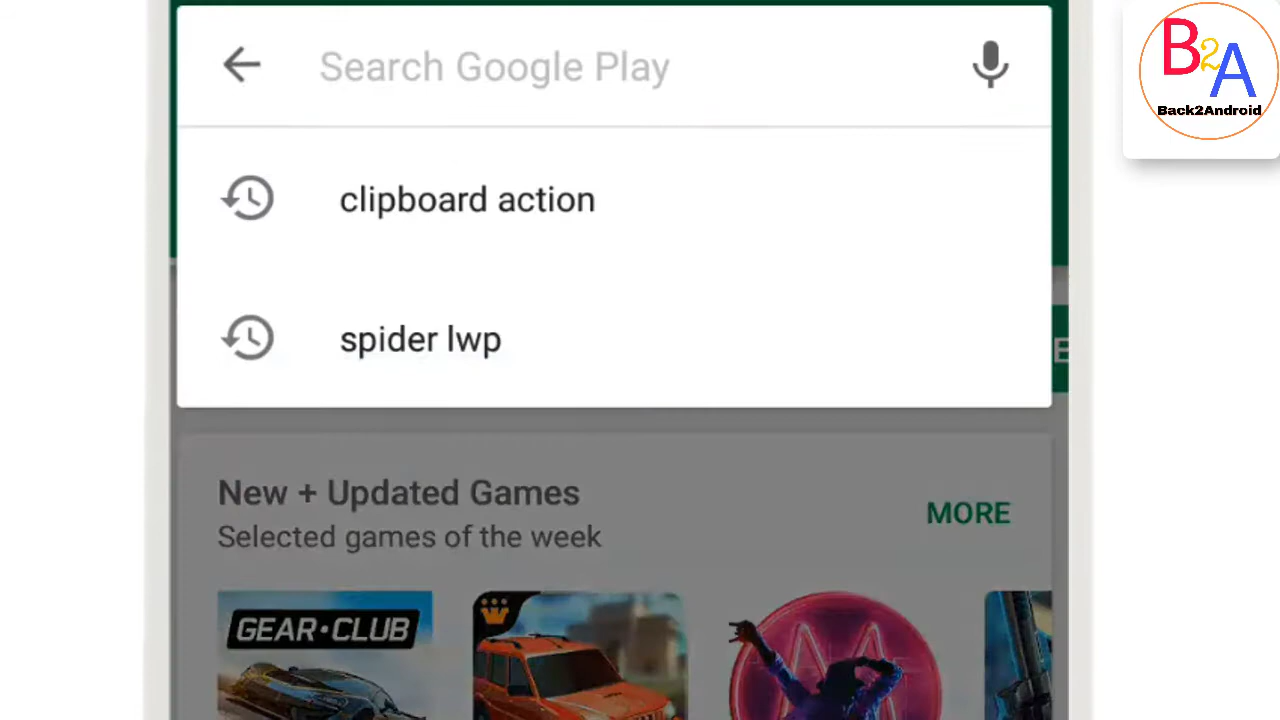 Search Google Play
B2A
Back2Android
clipboard action
spider lwp
New + Updated Games
MORE
Selected games of the week
GEAR·CLUB